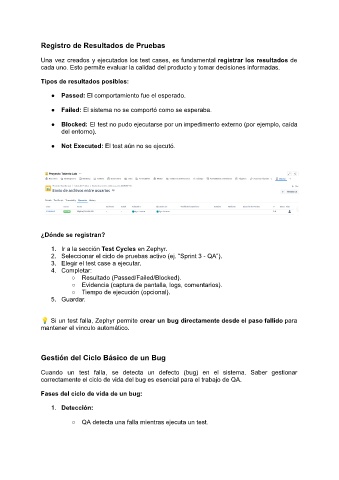 Registro de Resultados de Pruebas
Una vez creados y ejecutados los test cases, es fundamental registrar los resultados de
cada uno. Esto permite evaluar la calidad del producto y tomar decisiones informadas.
Tipos de resultados posibles:
● Passed: El comportamiento fue el esperado.
● Failed: El sistema no se comportó como se esperaba.
● Blocked: El test no pudo ejecutarse por un impedimento externo (por ejemplo, caída
del entorno).
● Not Executed: El test aún no se ejecutó.
Envio de archivos entre usuarios
¿Dónde se registran?
1. Ir a la sección Test Cycles en Zephyr.
2. Seleccionar el ciclo de pruebas activo (ej. "Sprint 3 - QA").
3. Elegir el test case a ejecutar.
4. Completar:
○ Resultado (Passed/Failed/Blocked).
○ Evidencia (captura de pantalla, logs, comentarios).
○ Tiempo de ejecución (opcional).
5. Guardar.
💡 Si un test falla, Zephyr permite crear un bug directamente desde el paso fallido para
mantener el vínculo automático.
Gestión del Ciclo Básico de un Bug
Cuando un test falla, se detecta un defecto (bug) en el sistema. Saber gestionar
correctamente el ciclo de vida del bug es esencial para el trabajo de QA.
Fases del ciclo de vida de un bug:
1. Detección:
○ QA detecta una falla mientras ejecuta un test.